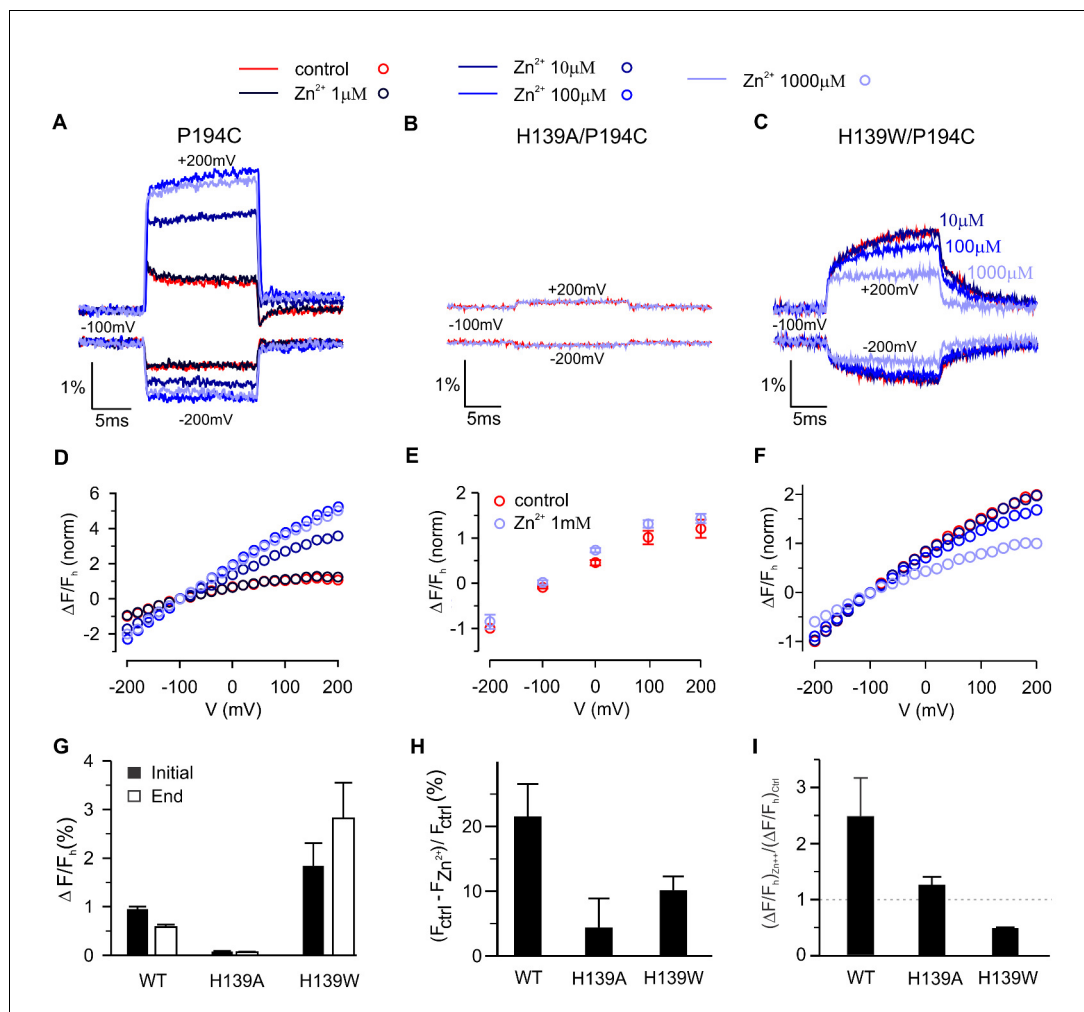 control
Zn²⁺ 1µM
Zn²⁺ 10µM
Zn²⁺ 100µM
Zn²⁺ 1000µM
A
P194C
+200mV
-100mV
-200mV
1%
5ms
B
H139A/P194C
+200mV
-100mV
-200mV
1%
5ms
C
H139W/P194C
10µM
100µM
1000µM
+200mV
-100mV
-200mV
1%
5ms
D
ΔF/Fₕ (norm)
6
4
2
0
-2
-200 -100 0 100 200
V (mV)
E
control
Zn²⁺ 1mM
ΔF/Fₕ (norm)
2
1
0
-1
-200 -100 0 100 200
V (mV)
F
ΔF/Fₕ (norm)
2
1
0
-1
-200 -100 0 100 200
V (mV)
G
Initial
End
Δ F/Fₕ(%)
4
3
2
1
0
WT H139A H139W
H
(F_ctrl - F_Zn²⁺)/ F_ctrl (%)
20
10
0
WT H139A H139W
I
(ΔF/Fₕ)_Zn++/(ΔF/Fₕ)_Ctrl
3
2
1
0
WT H139A H139W